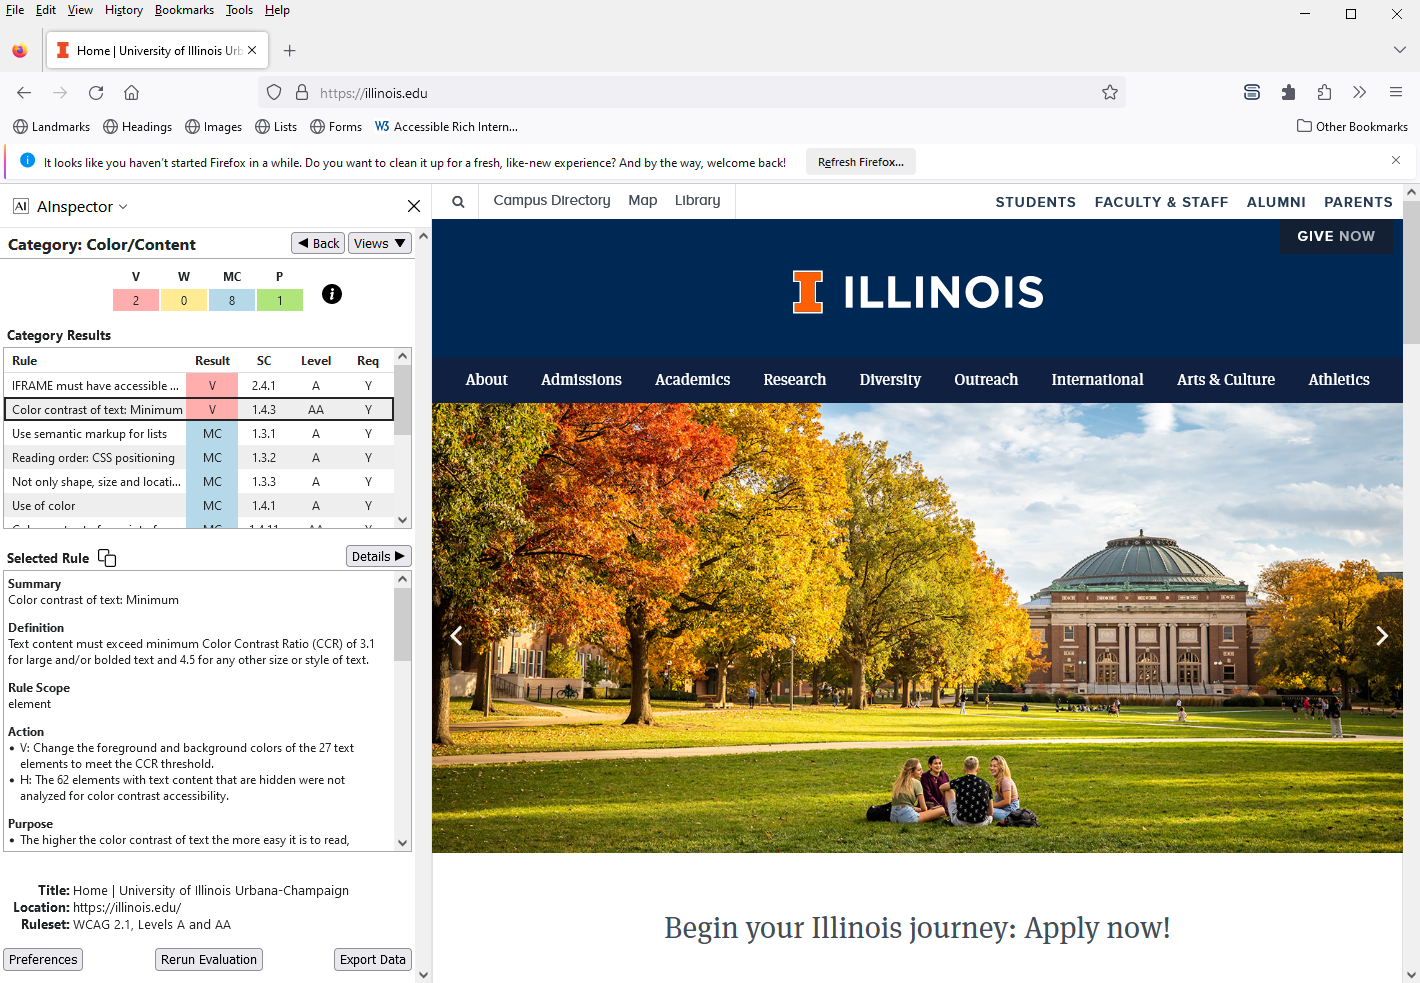 File Edit View History Bookmarks Tools Help
Home | University of Illinois Urb
https://illinois.edu
Landmarks Headings Images Lists Forms W3 Accessible Rich Intern... Other Bookmarks
It looks like you haven't started Firefox in a while. Do you want to clean it up for a fresh, like-new experience? And by the way, welcome back! Refresh Firefox...
AI AInspector
Category: Color/Content Back Views
V W MC P
2 0 8 1
Category Results
Rule Result SC Level Req
IFRAME must have accessible ... V 2.4.1 A Y
Color contrast of text: Minimum V 1.4.3 AA Y
Use semantic markup for lists MC 1.3.1 A Y
Reading order: CSS positioning MC 1.3.2 A Y
Not only shape, size and locati... MC 1.3.3 A Y
Use of color MC 1.4.1 A Y
Selected Rule Details
Summary
Color contrast of text: Minimum
Definition
Text content must exceed minimum Color Contrast Ratio (CCR) of 3.1
for large and/or bolded text and 4.5 for any other size or style of text.
Rule Scope
element
Action
• V: Change the foreground and background colors of the 27 text
elements to meet the CCR threshold.
• H: The 62 elements with text content that are hidden were not
analyzed for color contrast accessibility.
Purpose
• The higher the color contrast of text the more easy it is to read,
Title: Home | University of Illinois Urbana-Champaign
Location: https://illinois.edu/
Ruleset: WCAG 2.1, Levels A and AA
Preferences Rerun Evaluation Export Data
Campus Directory Map Library
STUDENTS FACULTY & STAFF ALUMNI PARENTS
GIVE NOW
ILLINOIS
About Admissions Academics Research Diversity Outreach International Arts & Culture Athletics
Begin your Illinois journey: Apply now!